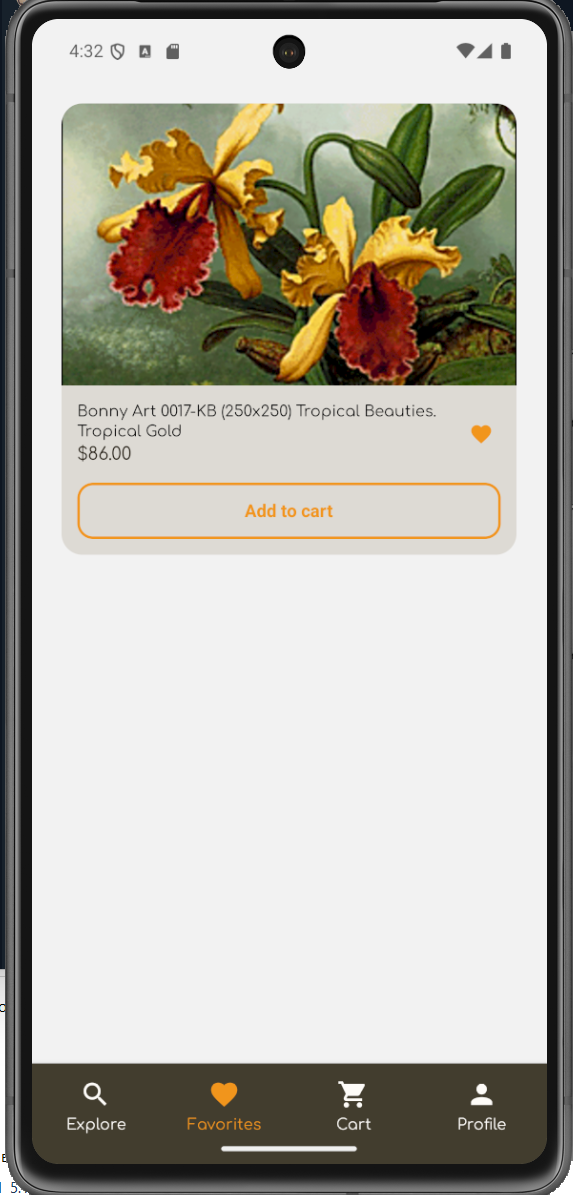 4:32
Bonny Art 0017-KB (250x250) Tropical Beauties.
Tropical Gold
$86.00
Add to cart
Explore
Favorites
Cart
Profile